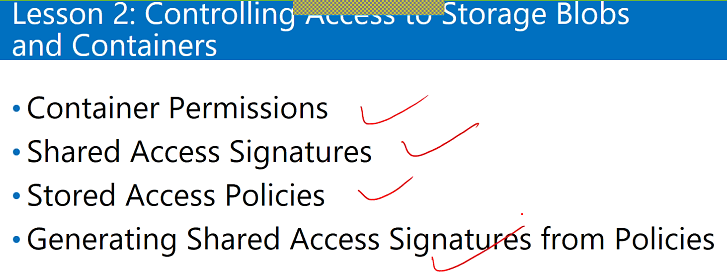 Lesson 2: Controlling Access to Storage Blobs
and Containers
• Container Permissions
• Shared Access Signatures
• Stored Access Policies
• Generating Shared Access Signatures from Policies